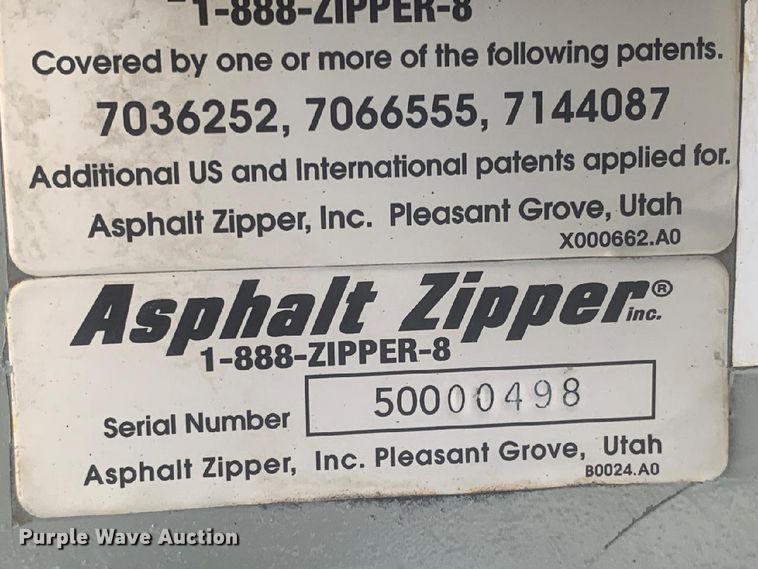 1-888-ZIPPER-8
Covered by one or more of the following patents.
7036252, 7066555, 7144087
Additional US and International patents applied for.
Asphalt Zipper, Inc. Pleasant Grove, Utah
X000662.A0
Asphalt Zipper® inc.
1-888-ZIPPER-8
Serial Number 50000498
Asphalt Zipper, Inc. Pleasant Grove, Utah
B0024.A0
Purple Wave Auction